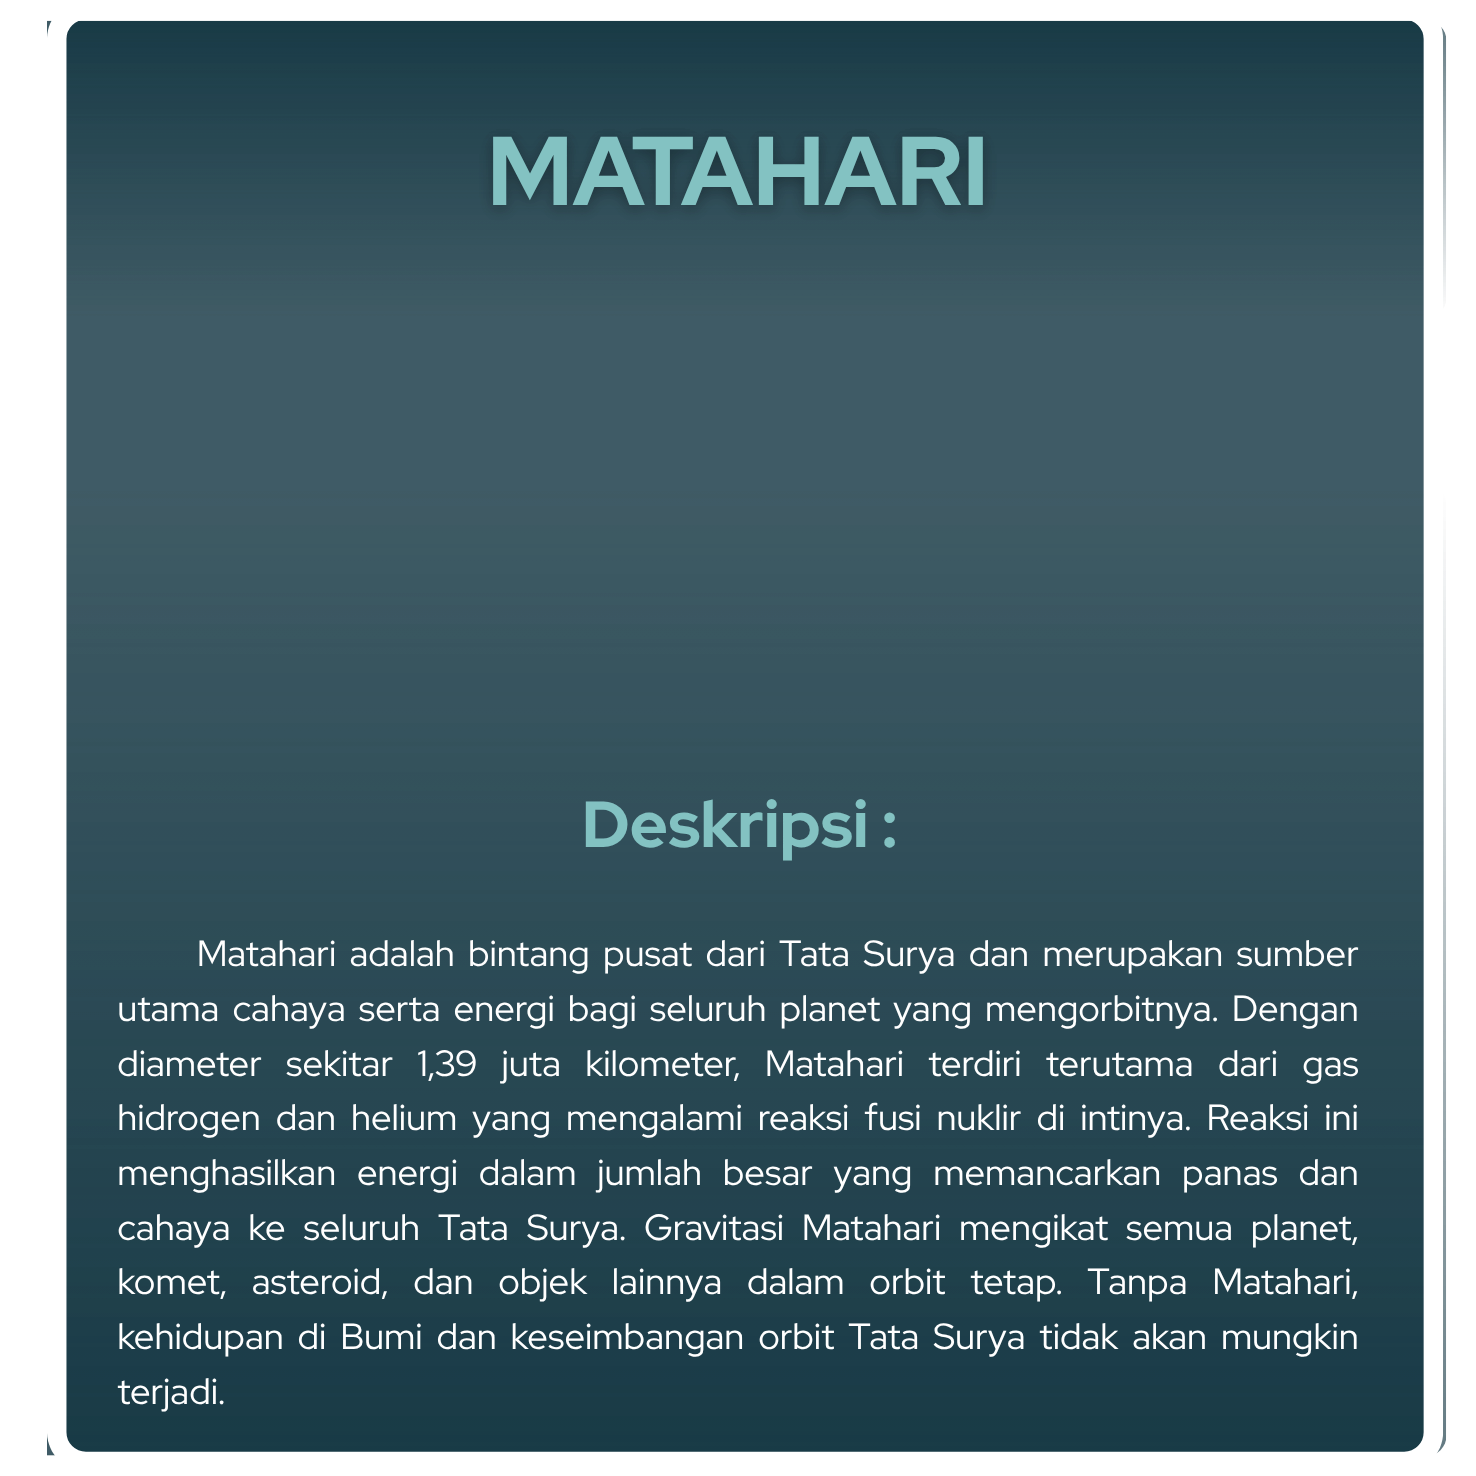 MATAHARI
Deskripsi :
Matahari adalah bintang pusat dari Tata Surya dan merupakan sumber
utama cahaya serta energi bagi seluruh planet yang mengorbitnya. Dengan
diameter sekitar 1,39 juta kilometer, Matahari terdiri terutama dari gas
hidrogen dan helium yang mengalami reaksi fusi nuklir di intinya. Reaksi ini
menghasilkan energi dalam jumlah besar yang memancarkan panas dan
cahaya ke seluruh Tata Surya. Gravitasi Matahari mengikat semua planet,
komet, asteroid, dan objek lainnya dalam orbit tetap. Tanpa Matahari,
kehidupan di Bumi dan keseimbangan orbit Tata Surya tidak akan mungkin
terjadi.